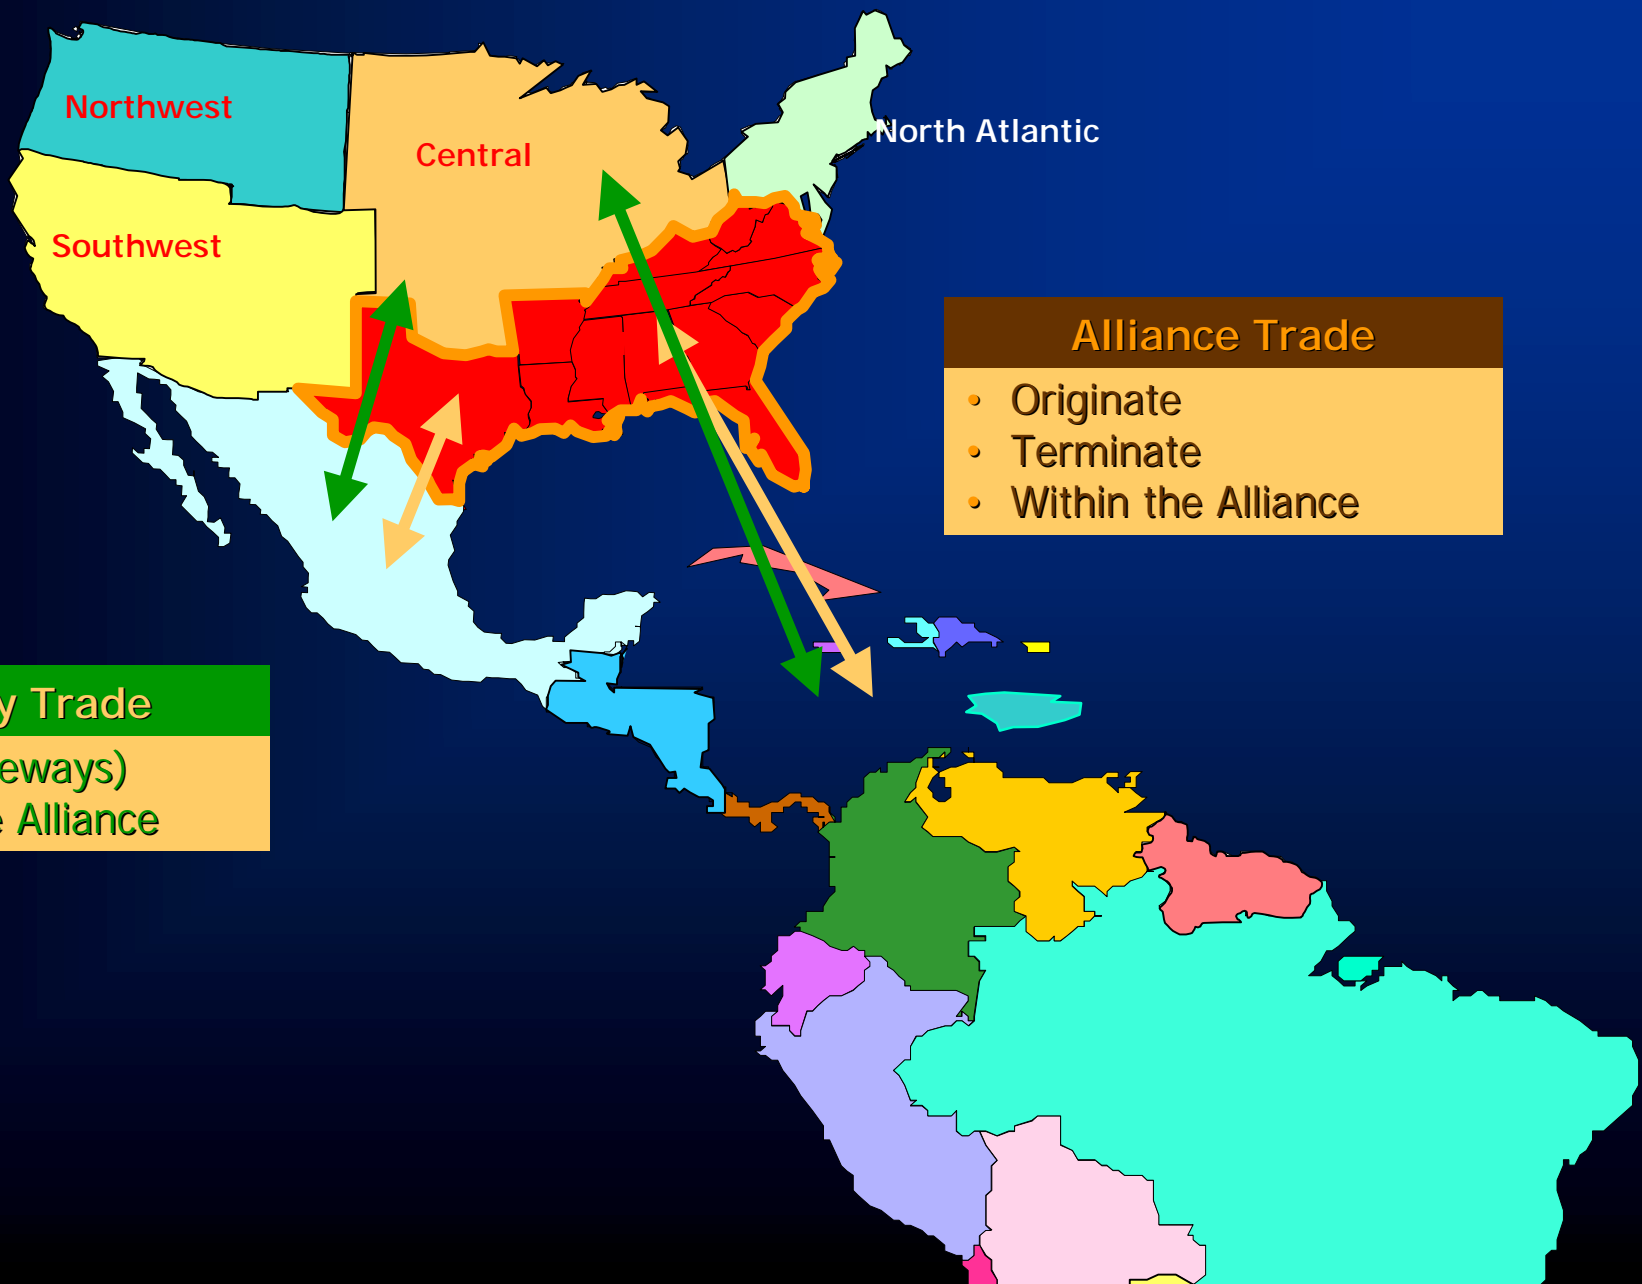 Northwest
Central
North Atlantic
Southwest
Alliance Trade
• Originate
• Terminate
• Within the Alliance
y Trade
eways)
Alliance